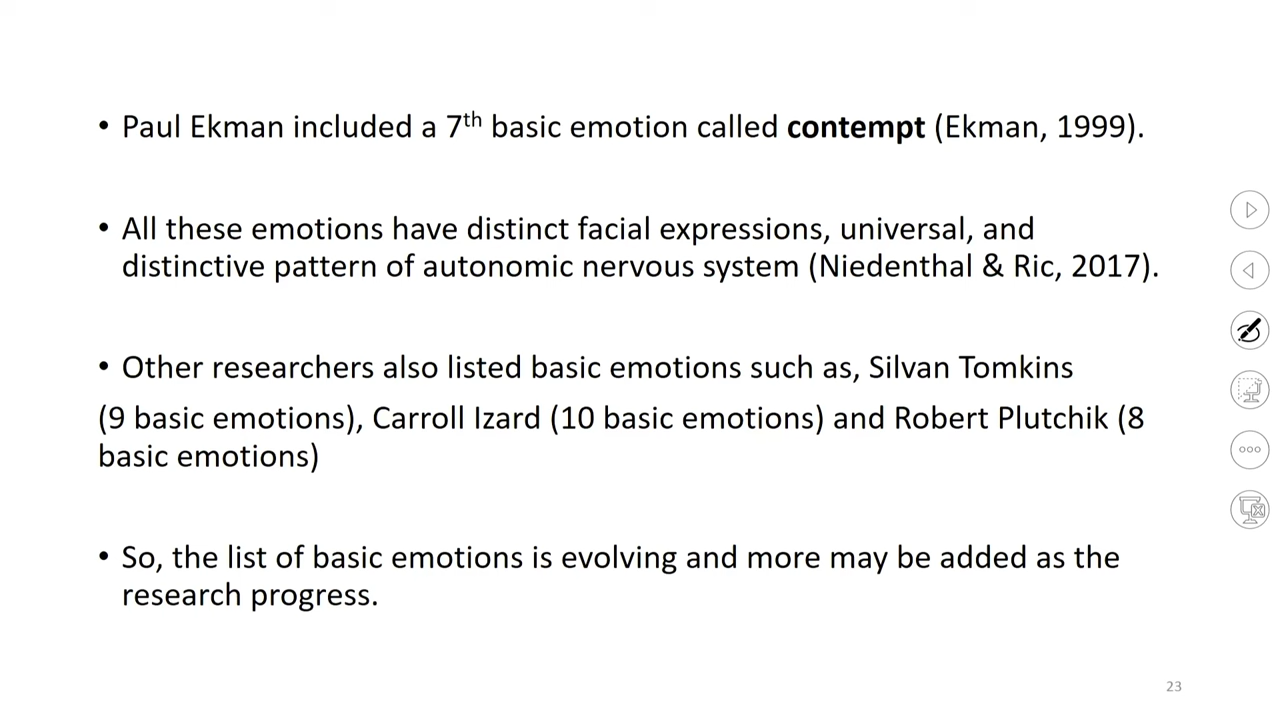 • Paul Ekman included a 7th basic emotion called contempt (Ekman, 1999).
• All these emotions have distinct facial expressions, universal, and
distinctive pattern of autonomic nervous system (Niedenthal & Ric, 2017).
• Other researchers also listed basic emotions such as, Silvan Tomkins
(9 basic emotions), Carroll Izard (10 basic emotions) and Robert Plutchik (8
basic emotions)
• So, the list of basic emotions is evolving and more may be added as the
research progress.
23